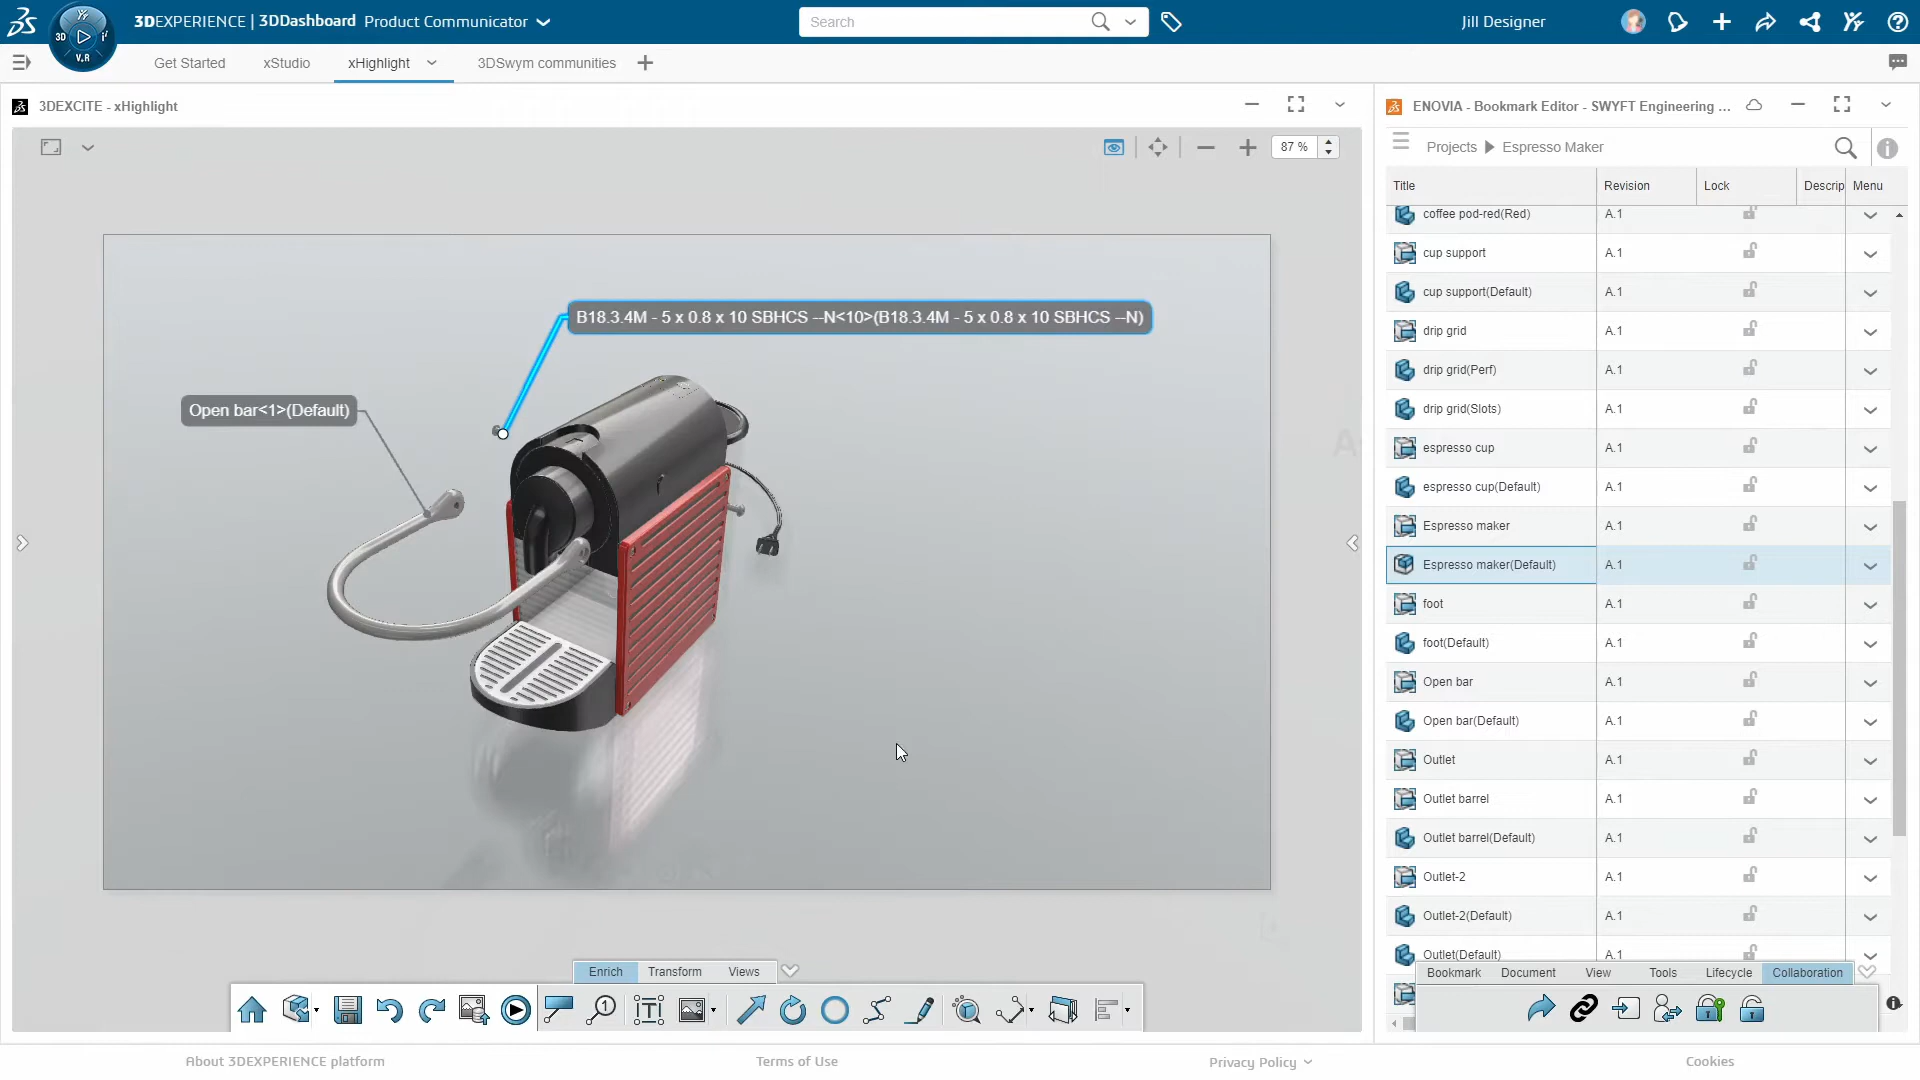 3DEXPERIENCE | 3DDashboard Product Communicator
Search
Jill Designer
3D
V.R
Get Started
xStudio
xHighlight
3DSwym communities
3DEXCITE - xHighlight
87 %
B18.3.4M - 5 x 0.8 x 10 SBHCS --N<10>(B18.3.4M - 5 x 0.8 x 10 SBHCS --N)
Open bar<1>(Default)
Enrich
Transform
Views
ENOVIA - Bookmark Editor - SWYFT Engineering ...
Projects
Espresso Maker
Title
Revision
Lock
Descrip
Menu
coffee pod-red(Red) A.1
cup support A.1
cup support(Default) A.1
drip grid A.1
drip grid(Perf) A.1
drip grid(Slots) A.1
espresso cup A.1
espresso cup(Default) A.1
Espresso maker A.1
Espresso maker(Default) A.1
foot A.1
foot(Default) A.1
Open bar A.1
Open bar(Default) A.1
Outlet A.1
Outlet barrel A.1
Outlet barrel(Default) A.1
Outlet-2 A.1
Outlet-2(Default) A.1
Outlet(Default) A.1
Bookmark
Document
View
Tools
Lifecycle
Collaboration
About 3DEXPERIENCE platform
Terms of Use
Privacy Policy
Cookies